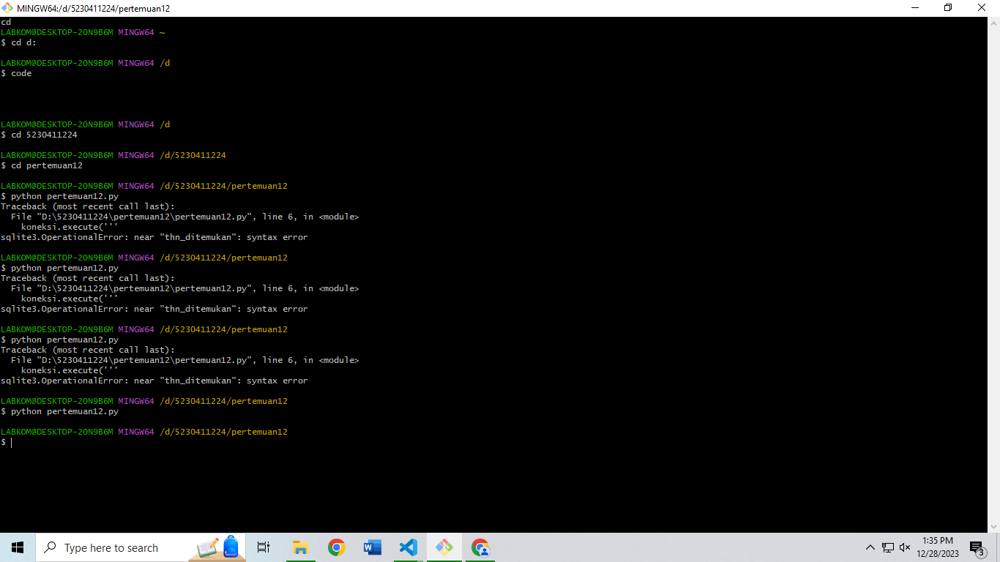 MINGW64:/d/5230411224/pertemuan12
cd
LABKOM@DESKTOP-2ON9B6M MINGW64 ~
$ cd d:
LABKOM@DESKTOP-2ON9B6M MINGW64 /d
$ code
LABKOM@DESKTOP-2ON9B6M MINGW64 /d
$ cd 5230411224
LABKOM@DESKTOP-2ON9B6M MINGW64 /d/5230411224
$ cd pertemuan12
LABKOM@DESKTOP-2ON9B6M MINGW64 /d/5230411224/pertemuan12
$ python pertemuan12.py
Traceback (most recent call last):
  File "D:\5230411224\pertemuan12\pertemuan12.py", line 6, in <module>
    koneksi.execute('''
sqlite3.OperationalError: near "thn_ditemukan": syntax error
LABKOM@DESKTOP-2ON9B6M MINGW64 /d/5230411224/pertemuan12
$ python pertemuan12.py
Traceback (most recent call last):
  File "D:\5230411224\pertemuan12\pertemuan12.py", line 6, in <module>
    koneksi.execute('''
sqlite3.OperationalError: near "thn_ditemukan": syntax error
LABKOM@DESKTOP-2ON9B6M MINGW64 /d/5230411224/pertemuan12
$ python pertemuan12.py
Traceback (most recent call last):
  File "D:\5230411224\pertemuan12\pertemuan12.py", line 6, in <module>
    koneksi.execute('''
sqlite3.OperationalError: near "thn_ditemukan": syntax error
LABKOM@DESKTOP-2ON9B6M MINGW64 /d/5230411224/pertemuan12
$ python pertemuan12.py
LABKOM@DESKTOP-2ON9B6M MINGW64 /d/5230411224/pertemuan12
$
Type here to search
1:35 PM
12/28/2023
3